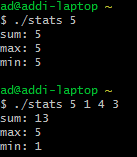 ad@addi-laptop ~
$ ./stats 5
sum: 5
max: 5
min: 5
ad@addi-laptop ~
$ ./stats 5 1 4 3
sum: 13
max: 5
min: 1